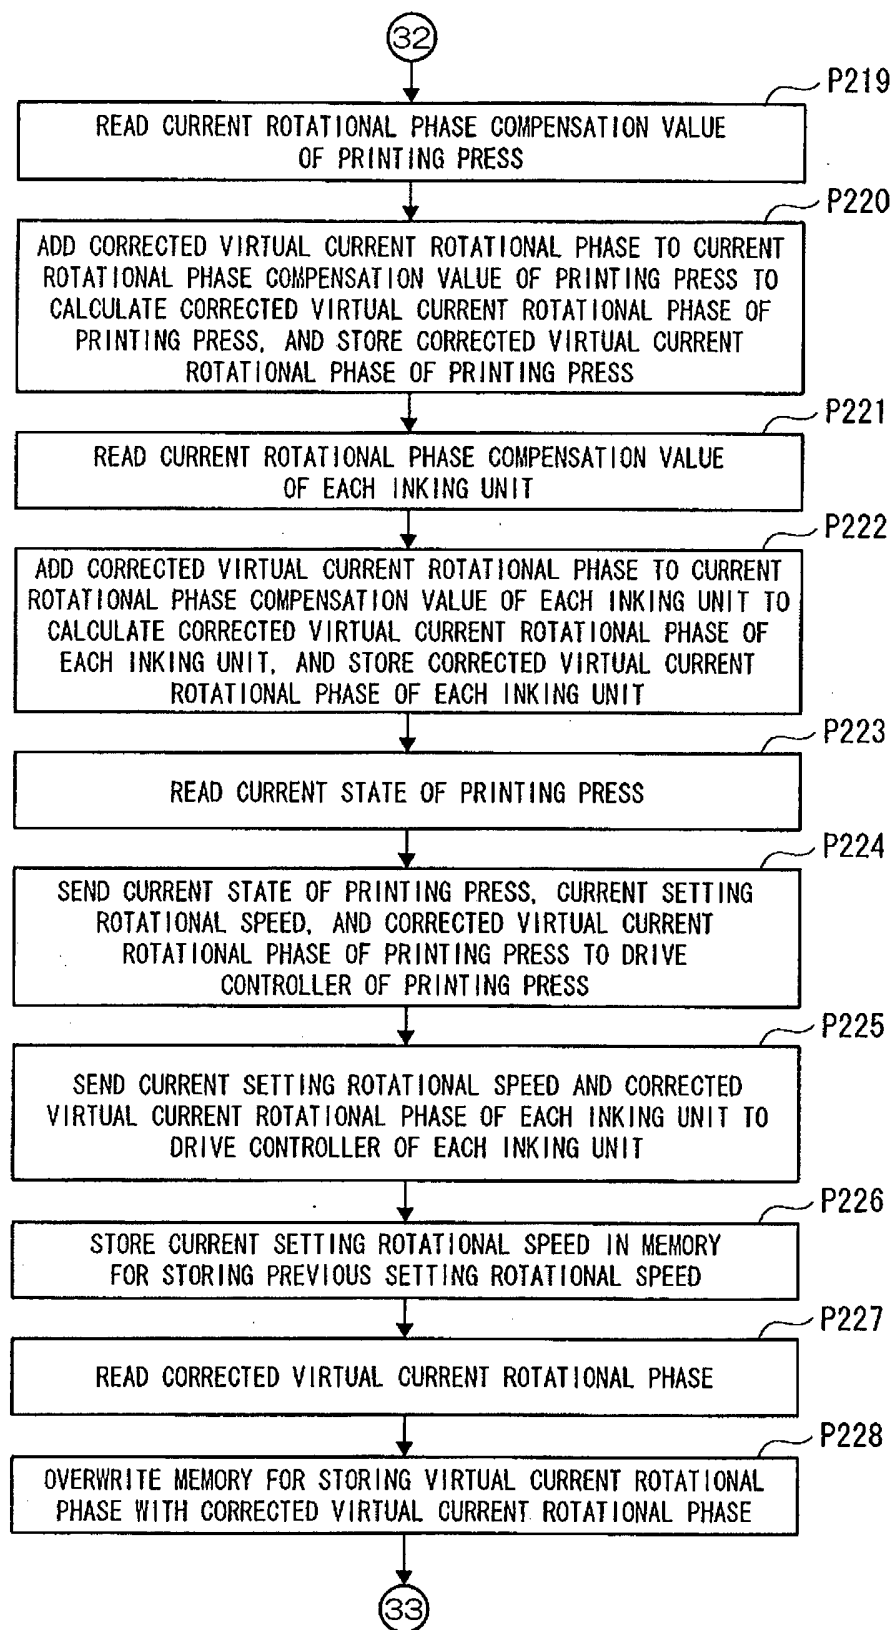 32
P219
READ CURRENT ROTATIONAL PHASE COMPENSATION VALUE
OF PRINTING PRESS
P220
ADD CORRECTED VIRTUAL CURRENT ROTATIONAL PHASE TO CURRENT
ROTATIONAL PHASE COMPENSATION VALUE OF PRINTING PRESS TO
CALCULATE CORRECTED VIRTUAL CURRENT ROTATIONAL PHASE OF
PRINTING PRESS, AND STORE CORRECTED VIRTUAL CURRENT
ROTATIONAL PHASE OF PRINTING PRESS
P221
READ CURRENT ROTATIONAL PHASE COMPENSATION VALUE
OF EACH INKING UNIT
P222
ADD CORRECTED VIRTUAL CURRENT ROTATIONAL PHASE TO CURRENT
ROTATIONAL PHASE COMPENSATION VALUE OF EACH INKING UNIT TO
CALCULATE CORRECTED VIRTUAL CURRENT ROTATIONAL PHASE OF
EACH INKING UNIT, AND STORE CORRECTED VIRTUAL CURRENT
ROTATIONAL PHASE OF EACH INKING UNIT
P223
READ CURRENT STATE OF PRINTING PRESS
P224
SEND CURRENT STATE OF PRINTING PRESS, CURRENT SETTING
ROTATIONAL SPEED, AND CORRECTED VIRTUAL CURRENT
ROTATIONAL PHASE OF PRINTING PRESS TO DRIVE
CONTROLLER OF PRINTING PRESS
P225
SEND CURRENT SETTING ROTATIONAL SPEED AND CORRECTED
VIRTUAL CURRENT ROTATIONAL PHASE OF EACH INKING UNIT TO
DRIVE CONTROLLER OF EACH INKING UNIT
P226
STORE CURRENT SETTING ROTATIONAL SPEED IN MEMORY
FOR STORING PREVIOUS SETTING ROTATIONAL SPEED
P227
READ CORRECTED VIRTUAL CURRENT ROTATIONAL PHASE
P228
OVERWRITE MEMORY FOR STORING VIRTUAL CURRENT ROTATIONAL
PHASE WITH CORRECTED VIRTUAL CURRENT ROTATIONAL PHASE
33